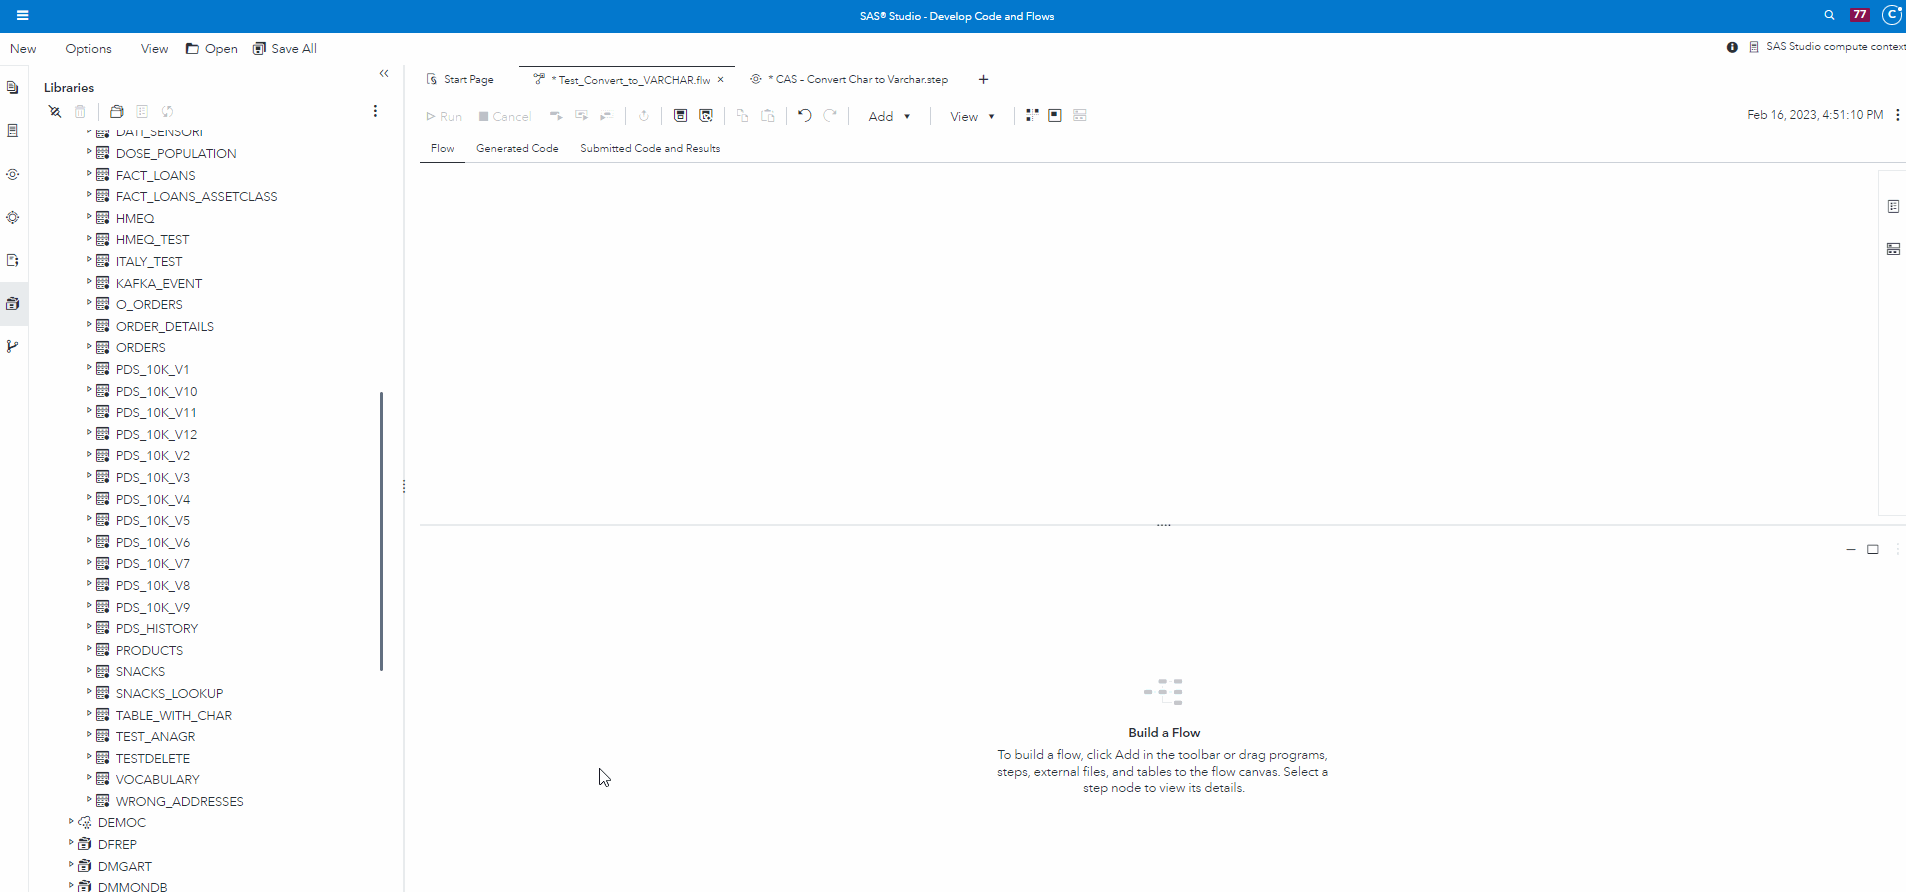 SAS® Studio - Develop Code and Flows
77
C
New
Options
View
Open
Save All
SAS Studio compute context
Libraries
Start Page
* Test_Convert_to_VARCHAR.flw
* CAS - Convert Char to Varchar.step
Run
Cancel
Add
View
Feb 16, 2023, 4:51:10 PM
Flow
Generated Code
Submitted Code and Results
DATI_SENSORI
DOSE_POPULATION
FACT_LOANS
FACT_LOANS_ASSETCLASS
HMEQ
HMEQ_TEST
ITALY_TEST
KAFKA_EVENT
O_ORDERS
ORDER_DETAILS
ORDERS
PDS_10K_V1
PDS_10K_V10
PDS_10K_V11
PDS_10K_V12
PDS_10K_V2
PDS_10K_V3
PDS_10K_V4
PDS_10K_V5
PDS_10K_V6
PDS_10K_V7
PDS_10K_V8
PDS_10K_V9
PDS_HISTORY
PRODUCTS
SNACKS
SNACKS_LOOKUP
TABLE_WITH_CHAR
TEST_ANAGR
TESTDELETE
VOCABULARY
WRONG_ADDRESSES
DEMOC
DFREP
DMGART
DMMONDB
Build a Flow
To build a flow, click Add in the toolbar or drag programs,
steps, external files, and tables to the flow canvas. Select a
step node to view its details.